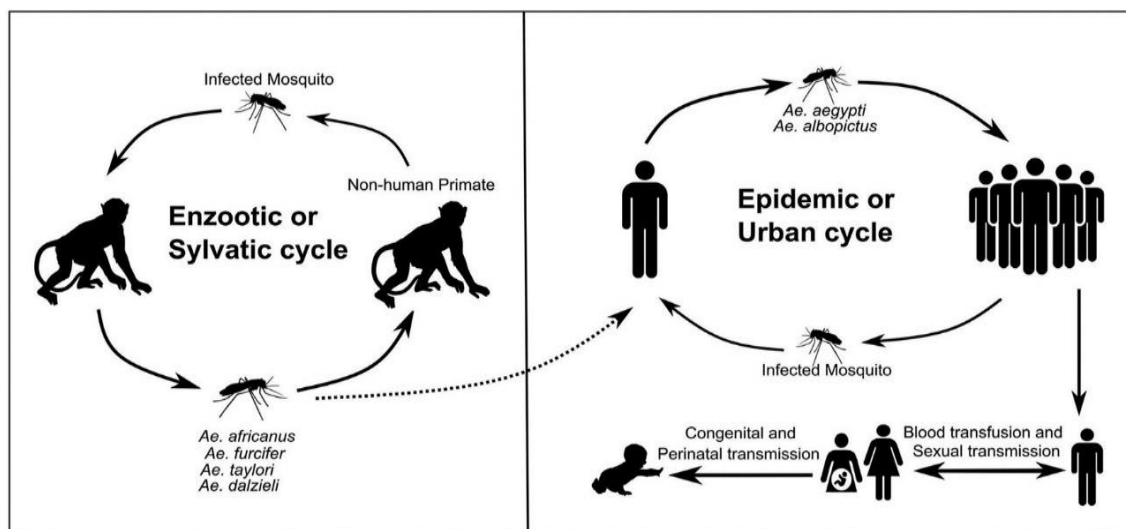 Infected Mosquito
Non-human Primate
Enzootic or
Sylvatic cycle
Ae. africanus
Ae. furcifer
Ae. taylori
Ae. dalzieli
Ae. aegypti
Ae. albopictus
Epidemic or
Urban cycle
Infected Mosquito
Congenital and
Perinatal transmission
Blood transfusion and
Sexual transmission